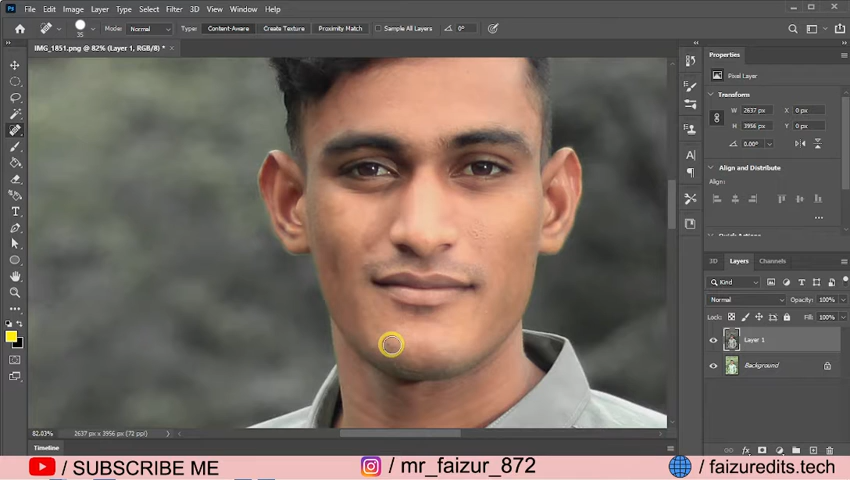 Ps File Edit Image Layer Type Select Filter 3D View Window Help
35 Mode: Normal Type: Content-Aware Create Texture Proximity Match Sample All Layers 0°
IMG_1851.png @ 82% (Layer 1, RGB/8) * ×
Properties
Pixel Layer
Transform
W 2637 px X 0 px
H 3956 px Y 0 px
0.00°
Align and Distribute
Align:
3D Layers Channels
Kind
Normal Opacity: 100%
Lock: Fill: 100%
Layer 1
Background
82.03% 2637 px x 3956 px (72 ppi)
Timeline
/ SUBSCRIBE ME / mr_faizur_872 / faizuredits.tech